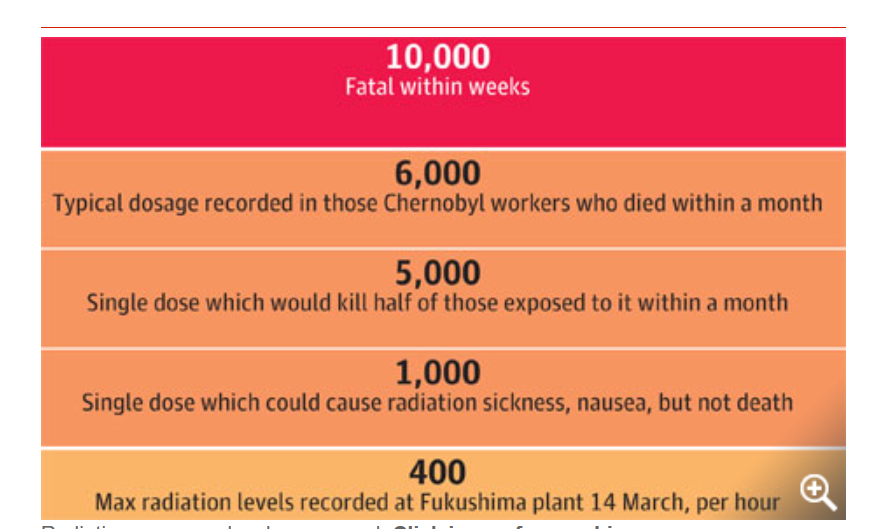 10,000
Fatal within weeks
6,000
Typical dosage recorded in those Chernobyl workers who died within a month
5,000
Single dose which would kill half of those exposed to it within a month
1,000
Single dose which could cause radiation sickness, nausea, but not death
400
Max radiation levels recorded at Fukushima plant 14 March, per hour